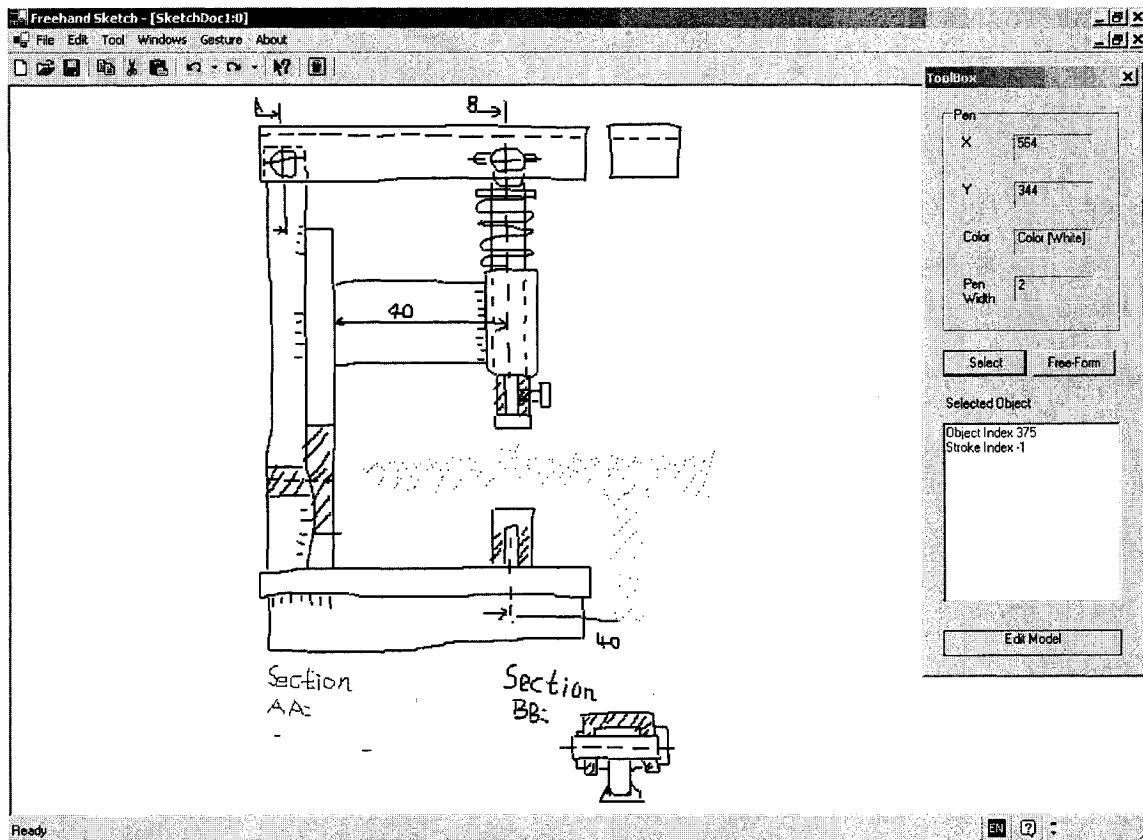 Freehand Sketch - [SketchDoc1:0]
File Edit Tool Windows Gesture About
ToolBox
Pen
X 564
Y 344
Color Color [White]
Pen Width 2
Select Free-Form
Selected Object
Object Index 375
Stroke Index -1
Edit Model
A B
40
40
Section
AA:
Section
BB:
Ready
EN